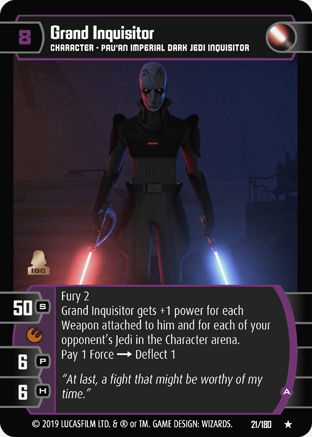 8 Grand Inquisitor
CHARACTER - PAU'AN IMPERIAL DARK JEDI INQUISITOR
IDC
50 S
6 P
6 H
Fury 2
Grand Inquisitor gets +1 power for each
Weapon attached to him and for each of your
opponent's Jedi in the Character arena.
Pay 1 Force → Deflect 1
"At last, a fight that might be worthy of my
time."
A
© 2019 LUCASFILM LTD. & ® or TM. GAME DESIGN: WIZARDS. 21/180 ★